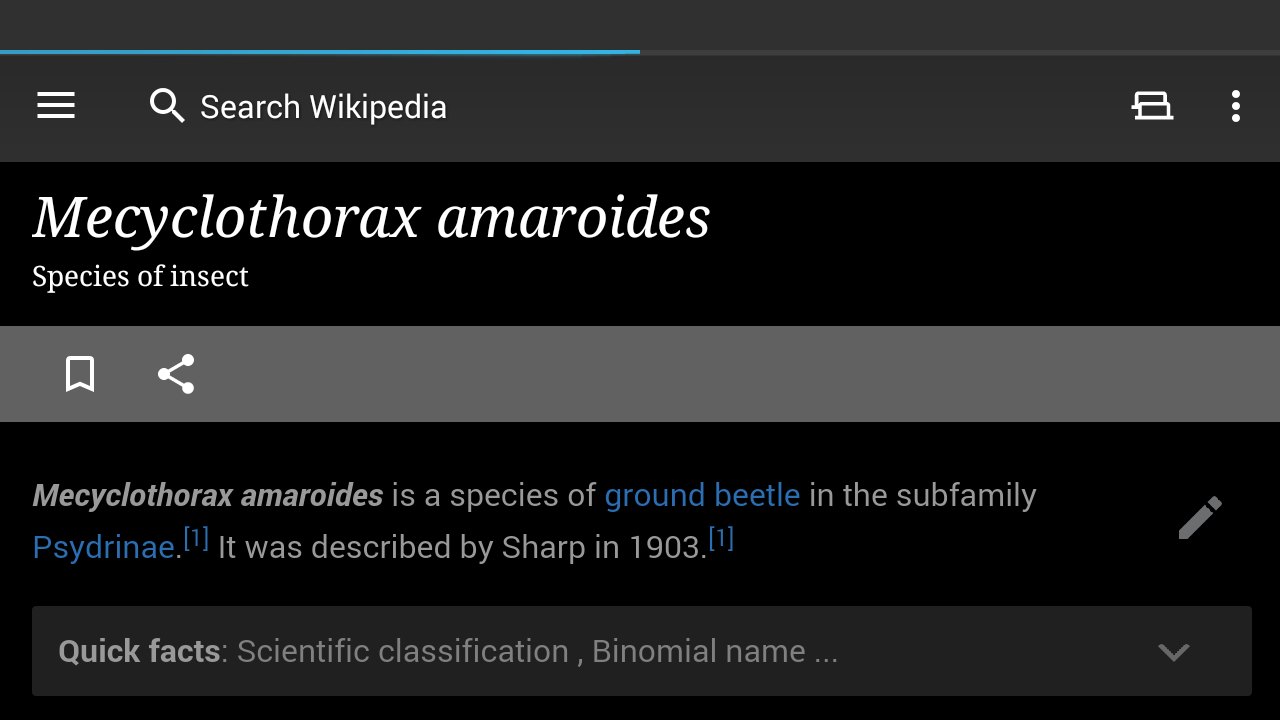 Search Wikipedia
Mecyclothorax amaroides
Species of insect
Mecyclothorax amaroides is a species of ground beetle in the subfamily
Psydrinae.[1] It was described by Sharp in 1903.[1]
Quick facts: Scientific classification , Binomial name ...